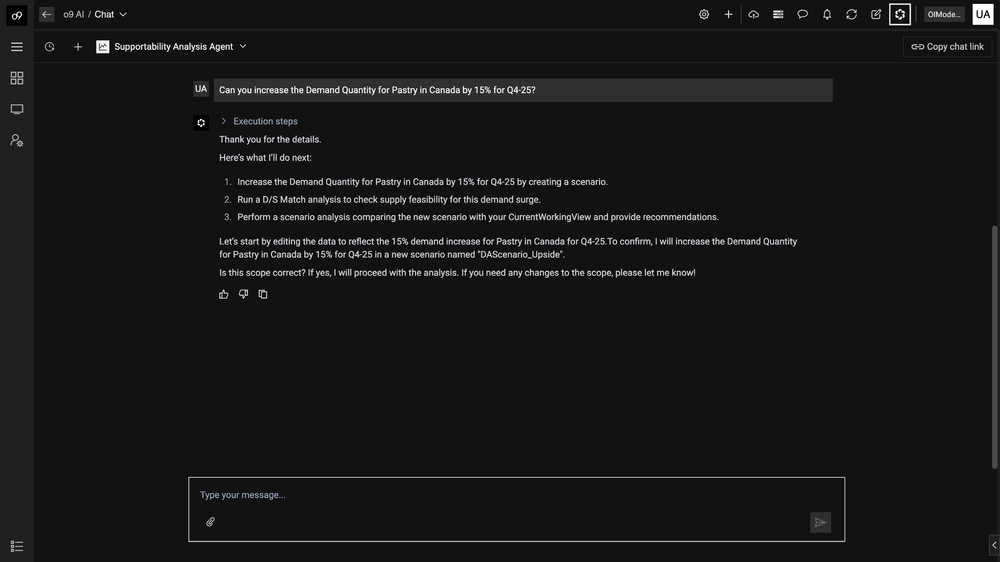 o9
o9 AI / Chat
OIMode...
UA
Supportability Analysis Agent
Copy chat link
UA
Can you increase the Demand Quantity for Pastry in Canada by 15% for Q4-25?
Execution steps
Thank you for the details.
Here’s what I’ll do next:
1. Increase the Demand Quantity for Pastry in Canada by 15% for Q4-25 by creating a scenario.
2. Run a D/S Match analysis to check supply feasibility for this demand surge.
3. Perform a scenario analysis comparing the new scenario with your CurrentWorkingView and provide recommendations.
Let’s start by editing the data to reflect the 15% demand increase for Pastry in Canada for Q4-25.To confirm, I will increase the Demand Quantity
for Pastry in Canada by 15% for Q4-25 in a new scenario named "DAScenario_Upside".
Is this scope correct? If yes, I will proceed with the analysis. If you need any changes to the scope, please let me know!
Type your message...